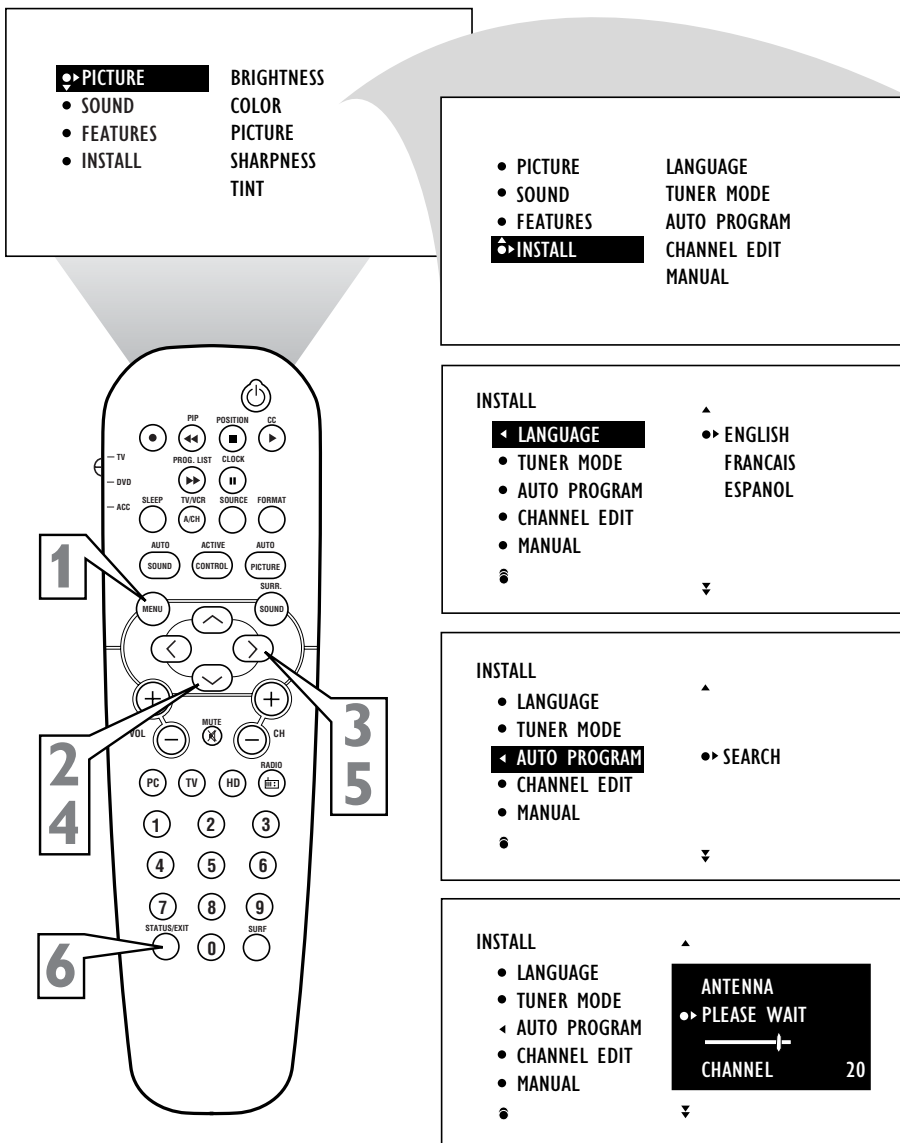 PICTURE BRIGHTNESS
SOUND COLOR
FEATURES PICTURE
INSTALL SHARPNESS
TINT
PICTURE LANGUAGE
SOUND TUNER MODE
FEATURES AUTO PROGRAM
INSTALL CHANNEL EDIT
MANUAL
INSTALL
LANGUAGE ENGLISH
TUNER MODE FRANCAIS
AUTO PROGRAM ESPANOL
CHANNEL EDIT
MANUAL
INSTALL
LANGUAGE
TUNER MODE
AUTO PROGRAM SEARCH
CHANNEL EDIT
MANUAL
INSTALL
LANGUAGE ANTENNA
TUNER MODE PLEASE WAIT
AUTO PROGRAM
CHANNEL EDIT CHANNEL 20
MANUAL
PIP POSITION CC
TV
PROG. LIST CLOCK
DVD
ACC SLEEP TV/VCR SOURCE FORMAT
A/CH
AUTO ACTIVE AUTO
SOUND CONTROL PICTURE
1
SURR.
MENU SOUND
2
4
3
5
VOL MUTE CH
RADIO
PC TV HD
1 2 3
4 5 6
7 8 9
STATUS/EXIT SURF
0
6